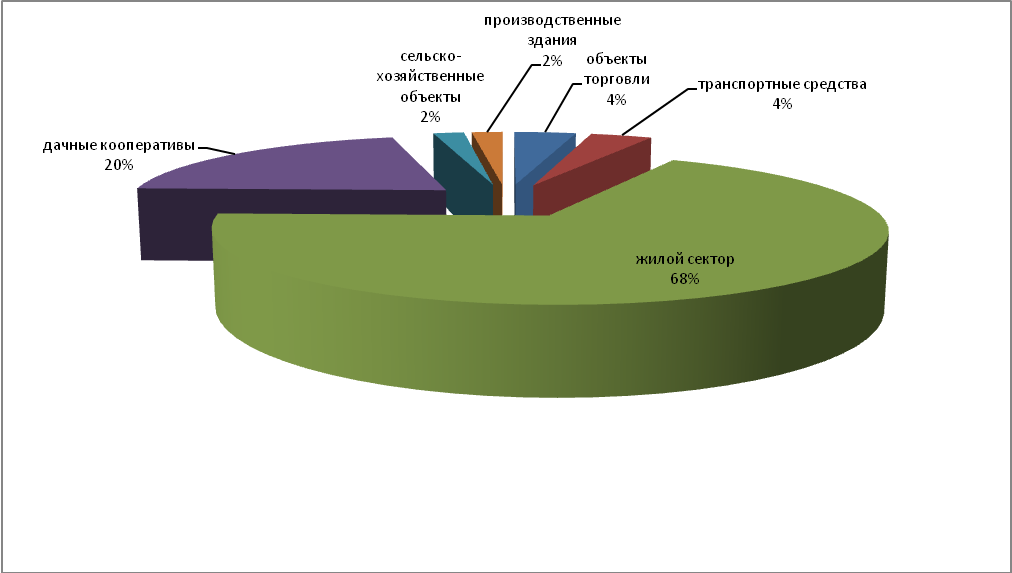 производственные
здания
2%
объекты
торговли
4%
транспортные средства
4%
сельско-
хозяйственные
объекты
2%
дачные кооперативы
20%
жилой сектор
68%